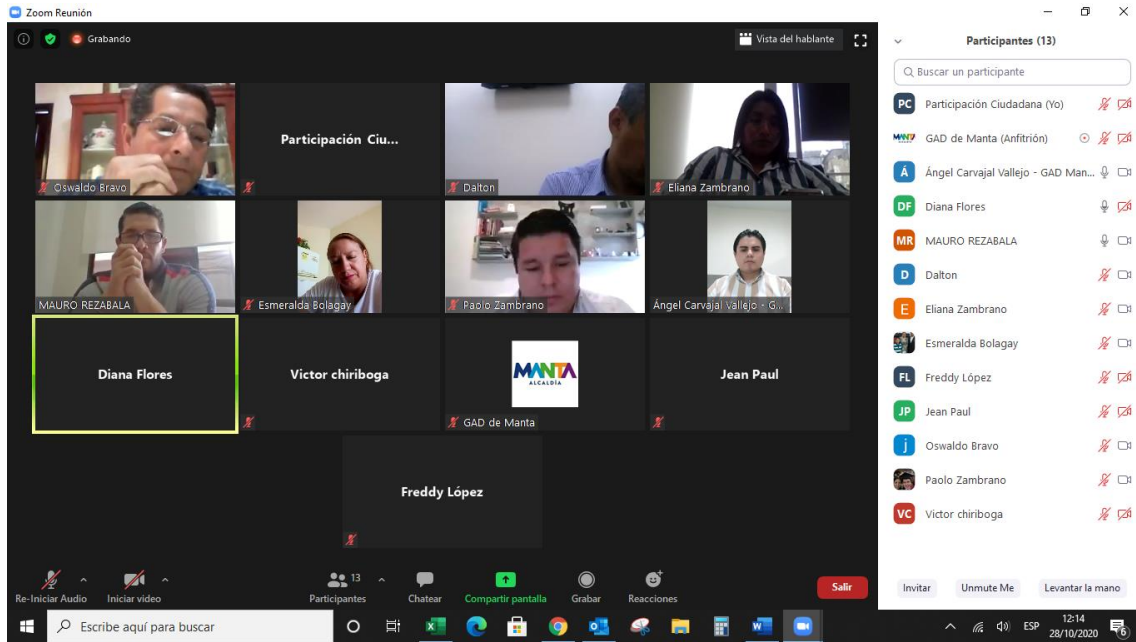 Zoom Reunión
Grabando
Vista del hablante
Oswaldo Bravo
Participación Ciu...
Dalton
Eliana Zambrano
MAURO REZABALA
Esmeralda Bolagay
Paolo Zambrano
Ángel Carvajal Vallejo - G...
Diana Flores
Victor chiriboga
MANTA
ALCALDÍA
GAD de Manta
Jean Paul
Freddy López
Re-Iniciar Audio
Iniciar video
13
Participantes
Chatear
Compartir pantalla
Grabar
Reacciones
Salir
Participantes (13)
Buscar un participante
PC Participación Ciudadana (Yo)
MANTA GAD de Manta (Anfitrión)
Á Ángel Carvajal Vallejo - GAD Man...
DF Diana Flores
MR MAURO REZABALA
D Dalton
E Eliana Zambrano
Esmeralda Bolagay
FL Freddy López
JP Jean Paul
j Oswaldo Bravo
Paolo Zambrano
VC Victor chiriboga
Invitar Unmute Me Levantar la mano
Escribe aquí para buscar
ESP
12:14
28/10/2020
6